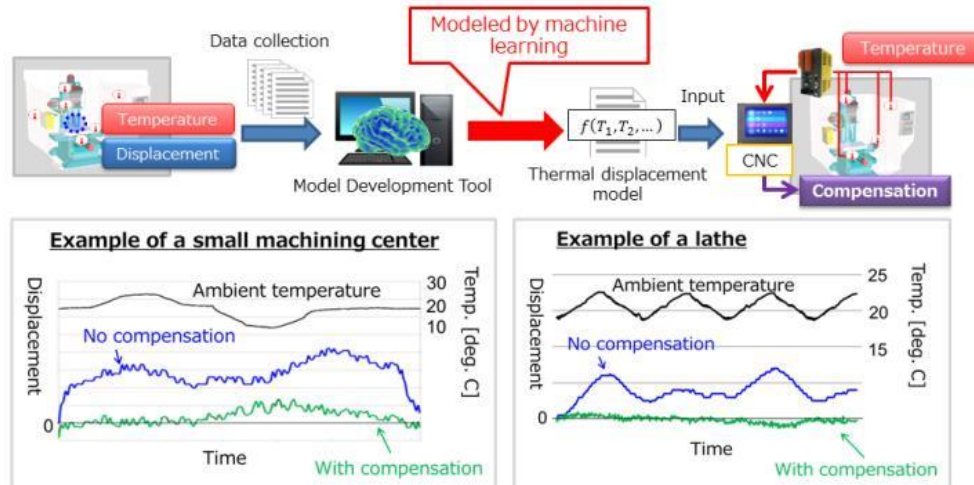 Data collection
Modeled by machine
learning
Temperature
Displacement
Model Development Tool
f(T₁,T₂,...)
Thermal displacement
model
Input
Temperature
CNC
Compensation
Example of a small machining center
Displacement
0
Ambient temperature
No compensation
With compensation
Time
30
20
10
Temp. [deg. C]
Example of a lathe
Displacement
0
Ambient temperature
No compensation
With compensation
Time
25
20
15
Temp. [deg. C]